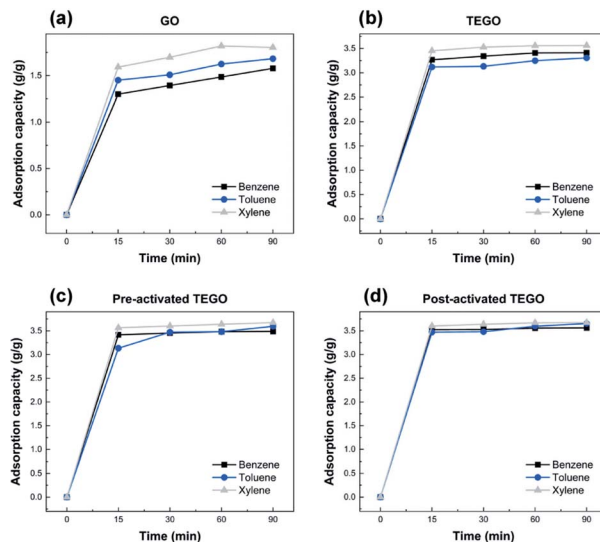 (a)
GO
Adsorption capacity (g/g)
1.5
1.0
0.5
0.0
Benzene
Toluene
Xylene
0 15 30 60 90
Time (min)
(b)
TEGO
Adsorption capacity (g/g)
3.5
3.0
2.5
2.0
1.5
1.0
0.5
0.0
Benzene
Toluene
Xylene
0 15 30 60 90
Time (min)
(c)
Pre-activated TEGO
Adsorption capacity (g/g)
3.5
3.0
2.5
2.0
1.5
1.0
0.5
0.0
Benzene
Toluene
Xylene
0 15 30 60 90
Time (min)
(d)
Post-activated TEGO
Adsorption capacity (g/g)
3.5
3.0
2.5
2.0
1.5
1.0
0.5
0.0
Benzene
Toluene
Xylene
0 15 30 60 90
Time (min)